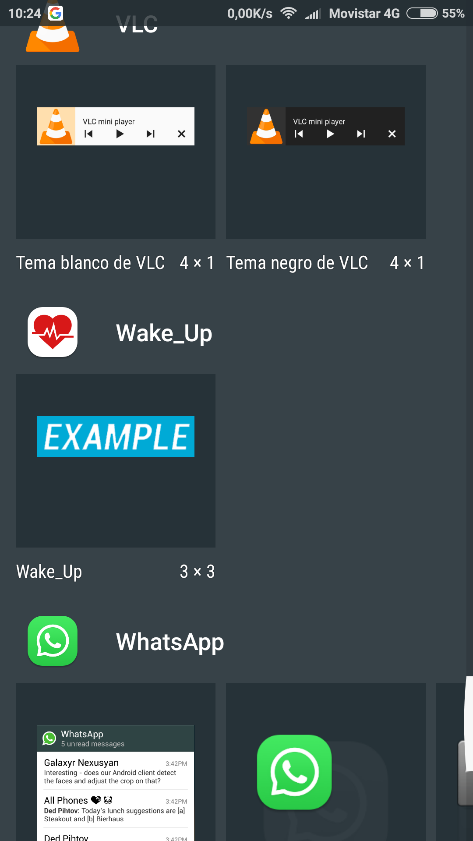 10:24 G 0,00K/s Movistar 4G 55%
VLC
VLC mini player
VLC mini player
Tema blanco de VLC 4 × 1
Tema negro de VLC 4 × 1
Wake_Up
EXAMPLE
Wake_Up 3 × 3
WhatsApp
WhatsApp
5 unread messages
Galaxyr Nexusyan 3:42PM
Interesting - does our Android client detect
the faces and adjust the crop on that?
All Phones 3:42PM
Ded Pihtov: Today's lunch suggestions are [a]
Steakout and [b] Bierhaus
Ded Pihtov 3:42PM